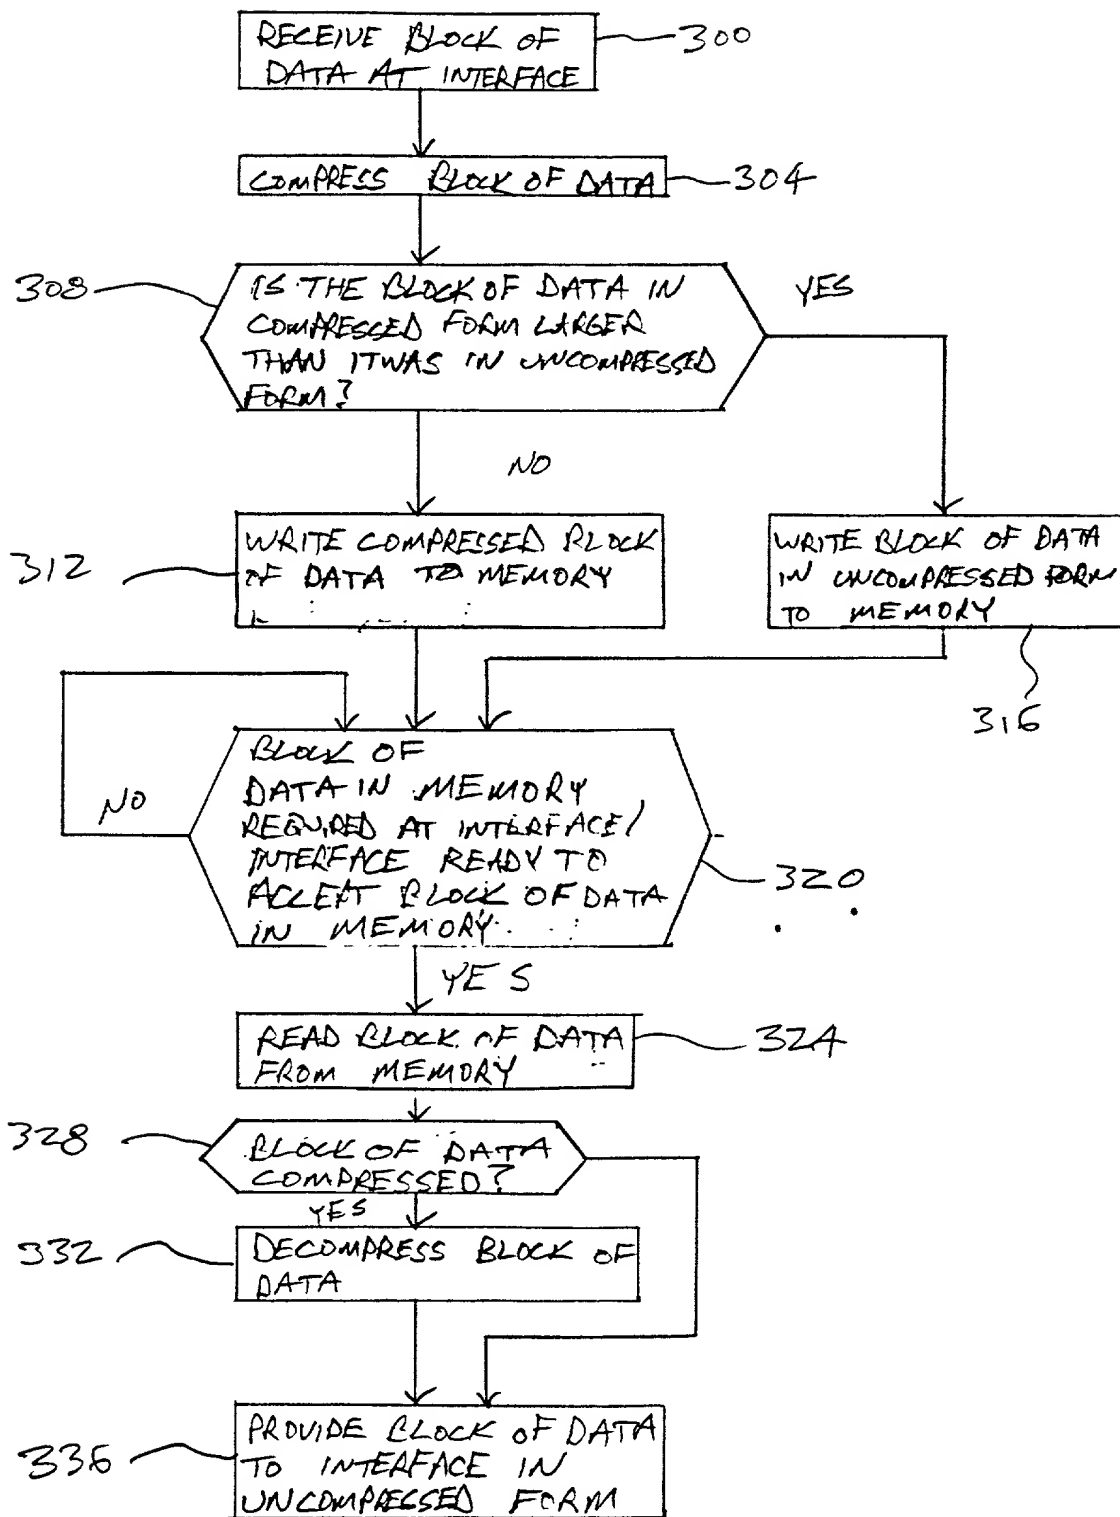 RECEIVE BLOCK OF
DATA AT INTERFACE
300
COMPRESS BLOCK OF DATA
304
308
IS THE BLOCK OF DATA IN
COMPRESSED FORM LARGER
THAN IT WAS IN UNCOMPRESSED
FORM?
YES
NO
312
WRITE COMPRESSED BLOCK
OF DATA TO MEMORY
WRITE BLOCK OF DATA
IN UNCOMPRESSED FORM
TO MEMORY
316
NO
BLOCK OF
DATA IN MEMORY
REQUIRED AT INTERFACE/
INTERFACE READY TO
ACCEPT BLOCK OF DATA
IN MEMORY
320
YES
READ BLOCK OF DATA
FROM MEMORY
324
328
BLOCK OF DATA
COMPRESSED?
YES
332
DECOMPRESS BLOCK OF
DATA
336
PROVIDE BLOCK OF DATA
TO INTERFACE IN
UNCOMPRESSED FORM